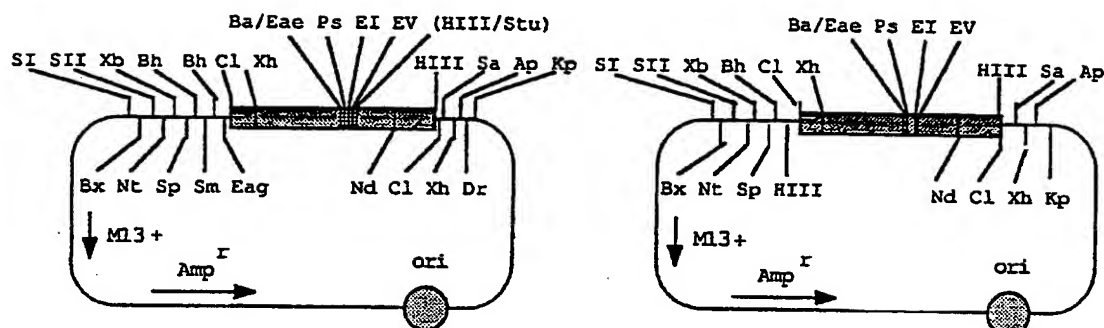 Ba/Eae Ps EI EV (HIII/Stu)
SI SII Xb Bh Bh Cl Xh HIII Sa Ap Kp
Bx Nt Sp Sm Eag Nd Cl Xh Dr
M13+
Amp r
ori
Ba/Eae Ps EI EV
SI SII Xb Bh Cl Xh HIII Sa Ap
Bx Nt Sp HIII Nd Cl Xh Kp
M13+
Amp r
ori